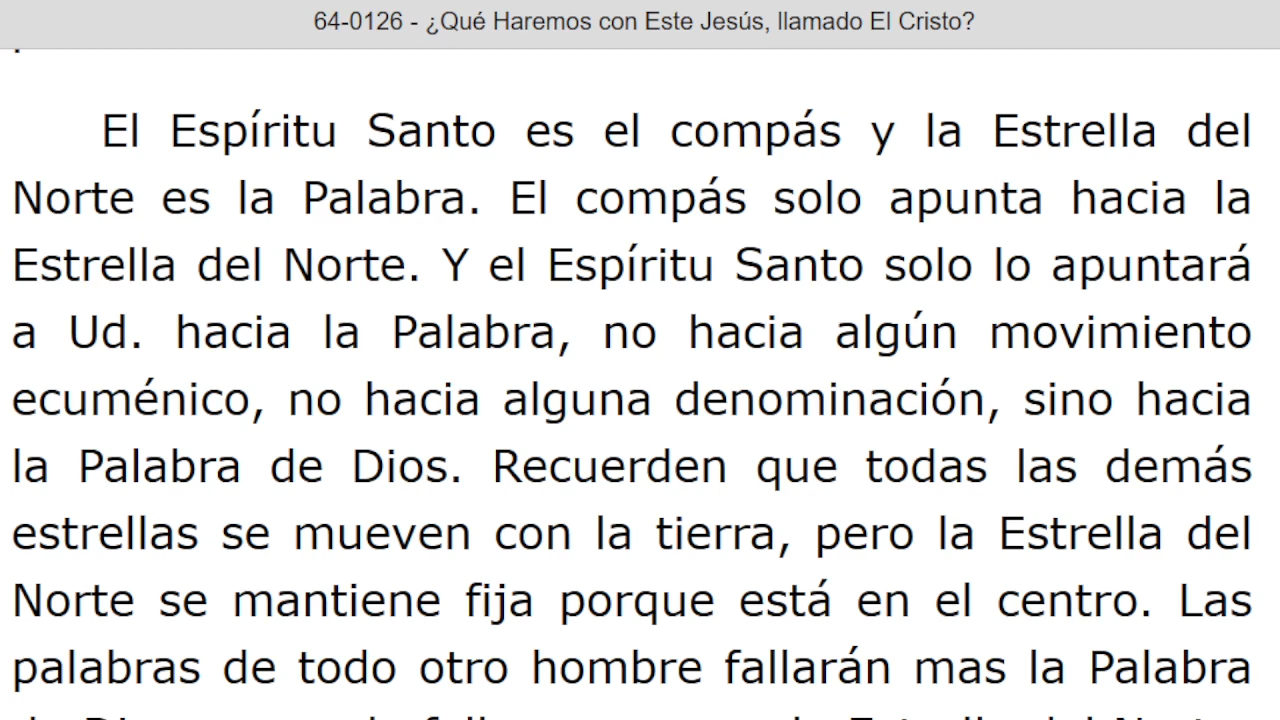 64-0126 - ¿Qué Haremos con Este Jesús, llamado El Cristo?
El Espíritu Santo es el compás y la Estrella del
Norte es la Palabra. El compás solo apunta hacia la
Estrella del Norte. Y el Espíritu Santo solo lo apuntará
a Ud. hacia la Palabra, no hacia algún movimiento
ecuménico, no hacia alguna denominación, sino hacia
la Palabra de Dios. Recuerden que todas las demás
estrellas se mueven con la tierra, pero la Estrella del
Norte se mantiene fija porque está en el centro. Las
palabras de todo otro hombre fallarán mas la Palabra